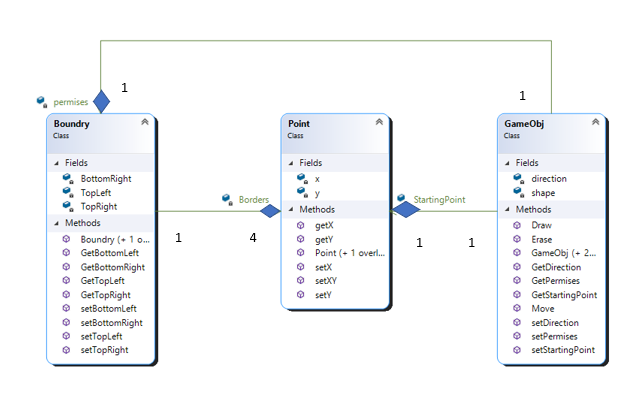 1
permises
1
Boundry
Class
Fields
BottomRight
TopLeft
TopRight
Methods
Boundry (+ 1 o...
GetBottomLeft
GetBottomRight
GetTopLeft
GetTopRight
setBottomLeft
setBottomRight
setTopLeft
setTopRight
Borders
1
4
Point
Class
Fields
x
y
Methods
getX
getY
Point (+ 1 overl...
setX
setXY
setY
StartingPoint
1
1
GameObj
Class
Fields
direction
shape
Methods
Draw
Erase
GameObj (+ 2...
GetDirection
GetPermises
GetStartingPoint
Move
setDirection
setPermises
setStartingPoint